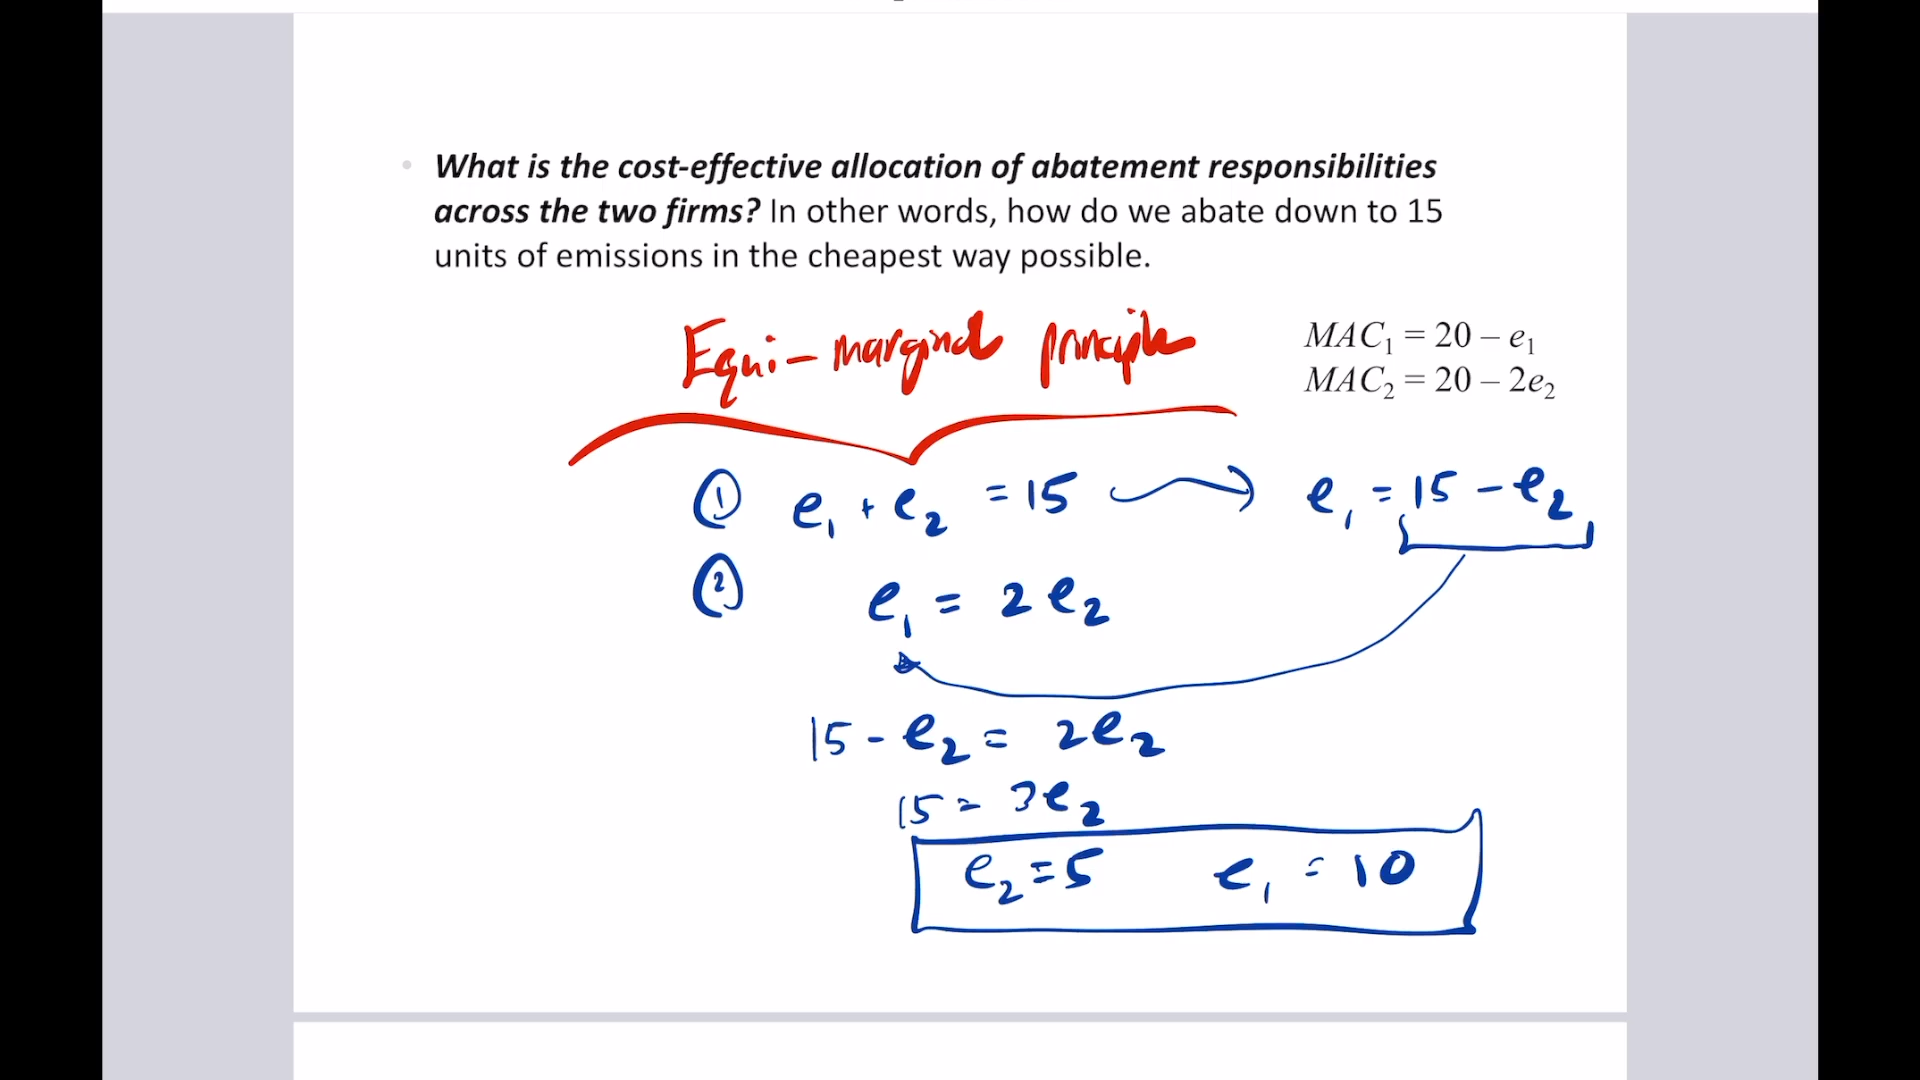 • What is the cost-effective allocation of abatement responsibilities
across the two firms? In other words, how do we abate down to 15
units of emissions in the cheapest way possible.
Equi-marginal principle
MAC₁ = 20 – e₁
MAC₂ = 20 – 2e₂
① e₁ + e₂ = 15 e₁ = 15 - e₂
② e₁ = 2e₂
15 - e₂ = 2e₂
15 = 3e₂
e₂ = 5 e₁ = 10